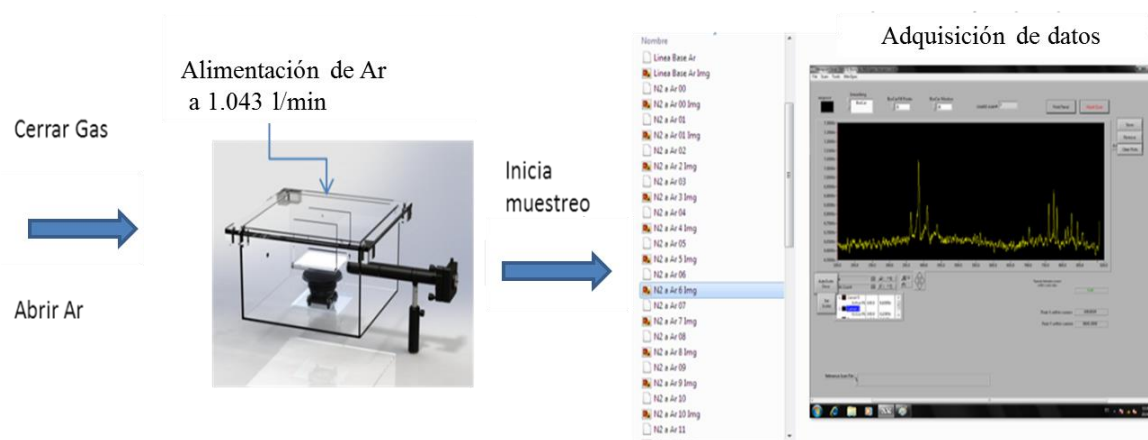 Cerrar Gas
Abrir Ar
Alimentación de Ar
a 1.043 l/min
Inicia
muestreo
Nombre
Linea Base Ar
Linea Base Ar Img
N2 a Ar 00
N2 a Ar 00 Img
N2 a Ar 01
N2 a Ar 01 Img
N2 a Ar 02
N2 a Ar 2 Img
N2 a Ar 03
N2 a Ar 3 Img
N2 a Ar 04
N2 a Ar 4 Img
N2 a Ar 05
N2 a Ar 5 Img
N2 a Ar 06
N2 a Ar 6 Img
N2 a Ar 07
N2 a Ar 7 Img
N2 a Ar 08
N2 a Ar 8 Img
N2 a Ar 09
N2 a Ar 9 Img
N2 a Ar 10
N2 a Ar 10 Img
N2 a Ar 11
Adquisición de datos